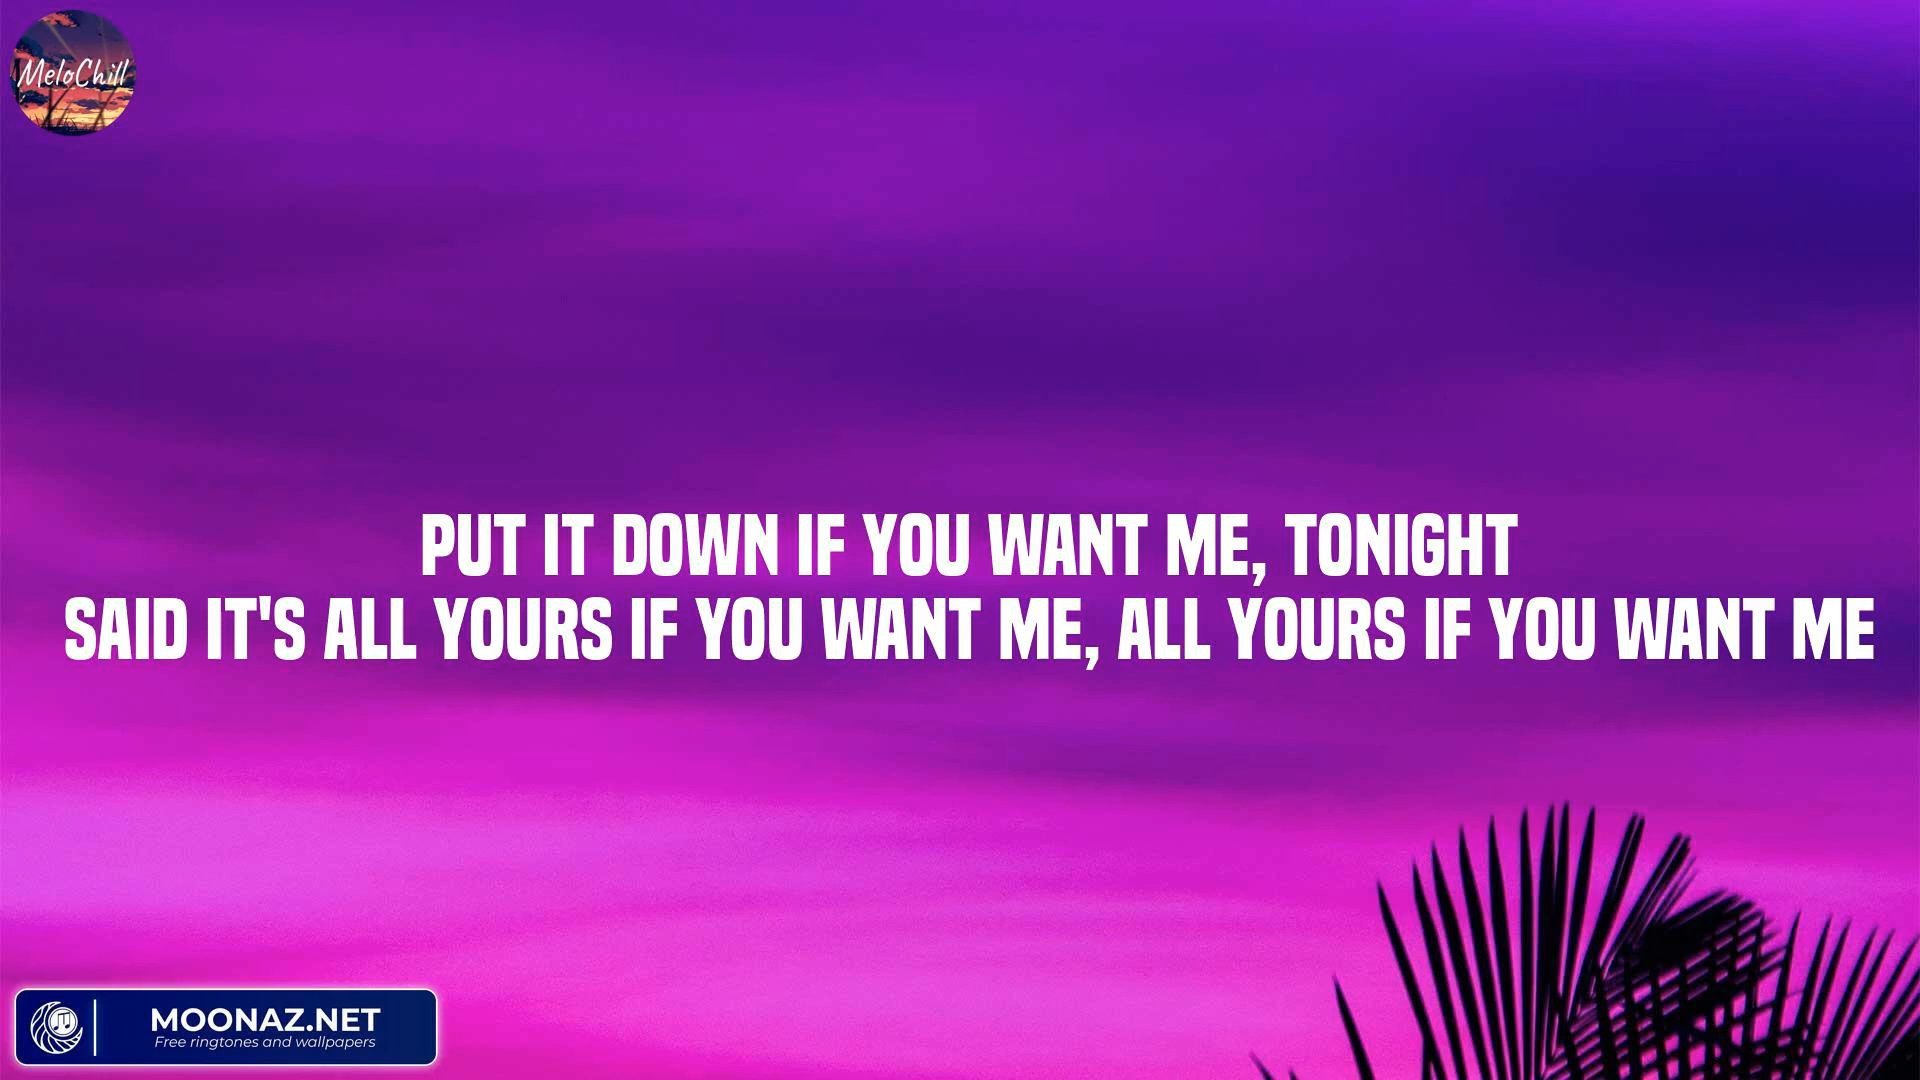 MeloChill
PUT IT DOWN IF YOU WANT ME, TONIGHT
SAID IT'S ALL YOURS IF YOU WANT ME, ALL YOURS IF YOU WANT ME
MOONAZ.NET
Free ringtones and wallpapers